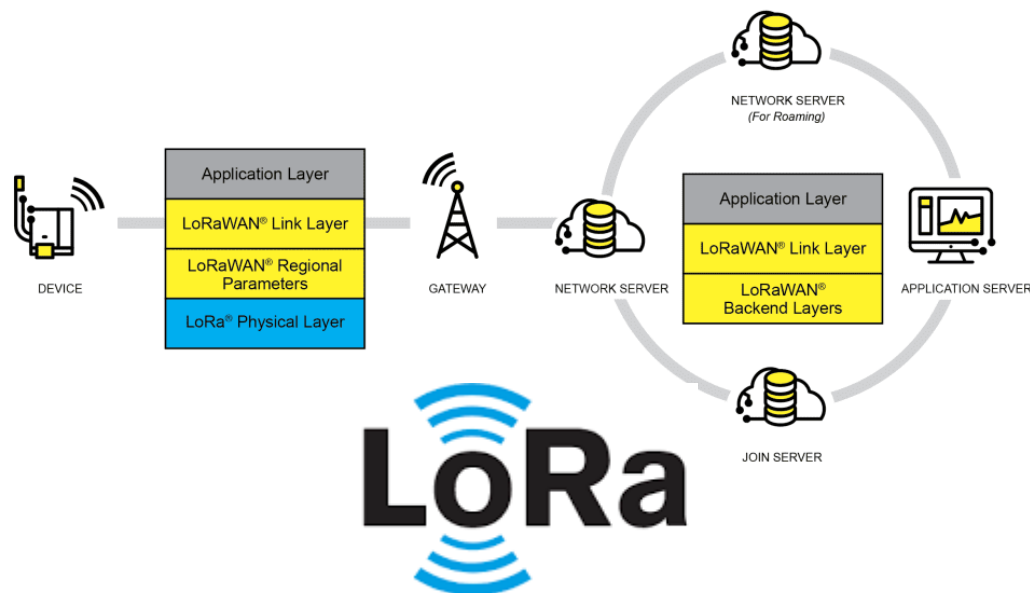 NETWORK SERVER
(For Roaming)
Application Layer
LoRaWAN® Link Layer
LoRaWAN® Regional
Parameters
LoRa® Physical Layer
DEVICE
GATEWAY
NETWORK SERVER
Application Layer
LoRaWAN® Link Layer
LoRaWAN®
Backend Layers
APPLICATION SERVER
JOIN SERVER
LoRa